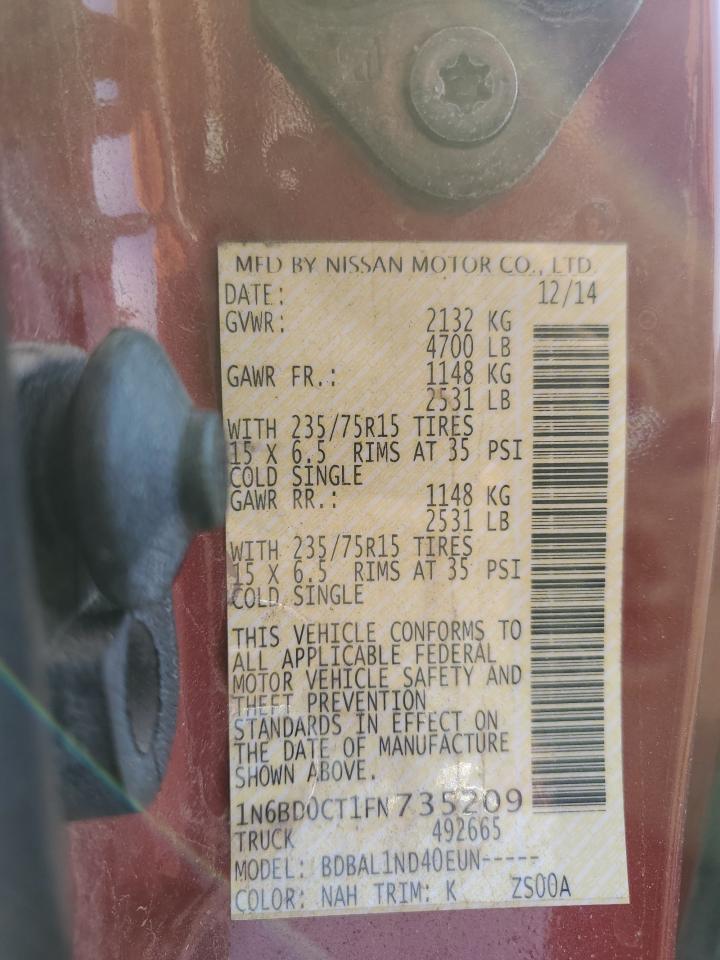 MFD BY NISSAN MOTOR CO., LTD.
DATE: 12/14
GVWR: 2132 KG
4700 LB
GAWR FR.: 1148 KG
2531 LB
WITH 235/75R15 TIRES
15 X 6.5 RIMS AT 35 PSI
COLD SINGLE
GAWR RR.: 1148 KG
2531 LB
WITH 235/75R15 TIRES
15 X 6.5 RIMS AT 35 PSI
COLD SINGLE
THIS VEHICLE CONFORMS TO
ALL APPLICABLE FEDERAL
MOTOR VEHICLE SAFETY AND
THEFT PREVENTION
STANDARDS IN EFFECT ON
THE DATE OF MANUFACTURE
SHOWN ABOVE.
1N6BD0CT1FN735209
TRUCK 492665
MODEL: BDBAL1ND40EUN-----
COLOR: NAH TRIM: K ZS00A